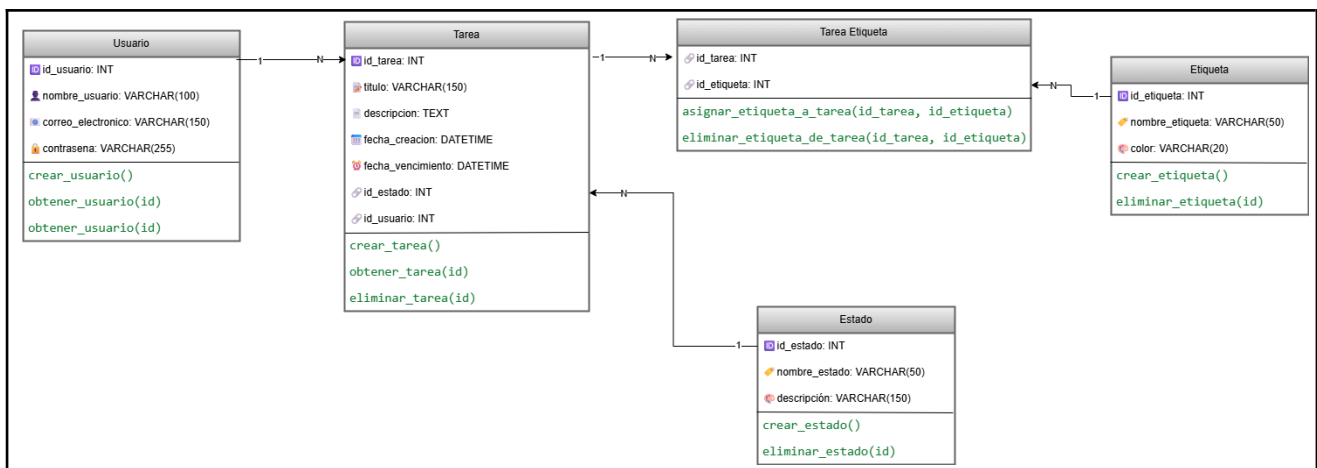 Usuario
id_usuario: INT
nombre_usuario: VARCHAR(100)
correo_electronico: VARCHAR(150)
contrasena: VARCHAR(255)
crear_usuario()
obtener_usuario(id)
obtener_usuario(id)
1
N
Tarea
id_tarea: INT
titulo: VARCHAR(150)
descripcion: TEXT
fecha_creacion: DATETIME
fecha_vencimiento: DATETIME
id_estado: INT
id_usuario: INT
crear_tarea()
obtener_tarea(id)
eliminar_tarea(id)
1
N
Tarea Etiqueta
id_tarea: INT
id_etiqueta: INT
asignar_etiqueta_a_tarea(id_tarea, id_etiqueta)
eliminar_etiqueta_de_tarea(id_tarea, id_etiqueta)
N
1
Etiqueta
id_etiqueta: INT
nombre_etiqueta: VARCHAR(50)
color: VARCHAR(20)
crear_etiqueta()
eliminar_etiqueta(id)
N
1
Estado
id_estado: INT
nombre_estado: VARCHAR(50)
descripción: VARCHAR(150)
crear_estado()
eliminar_estado(id)